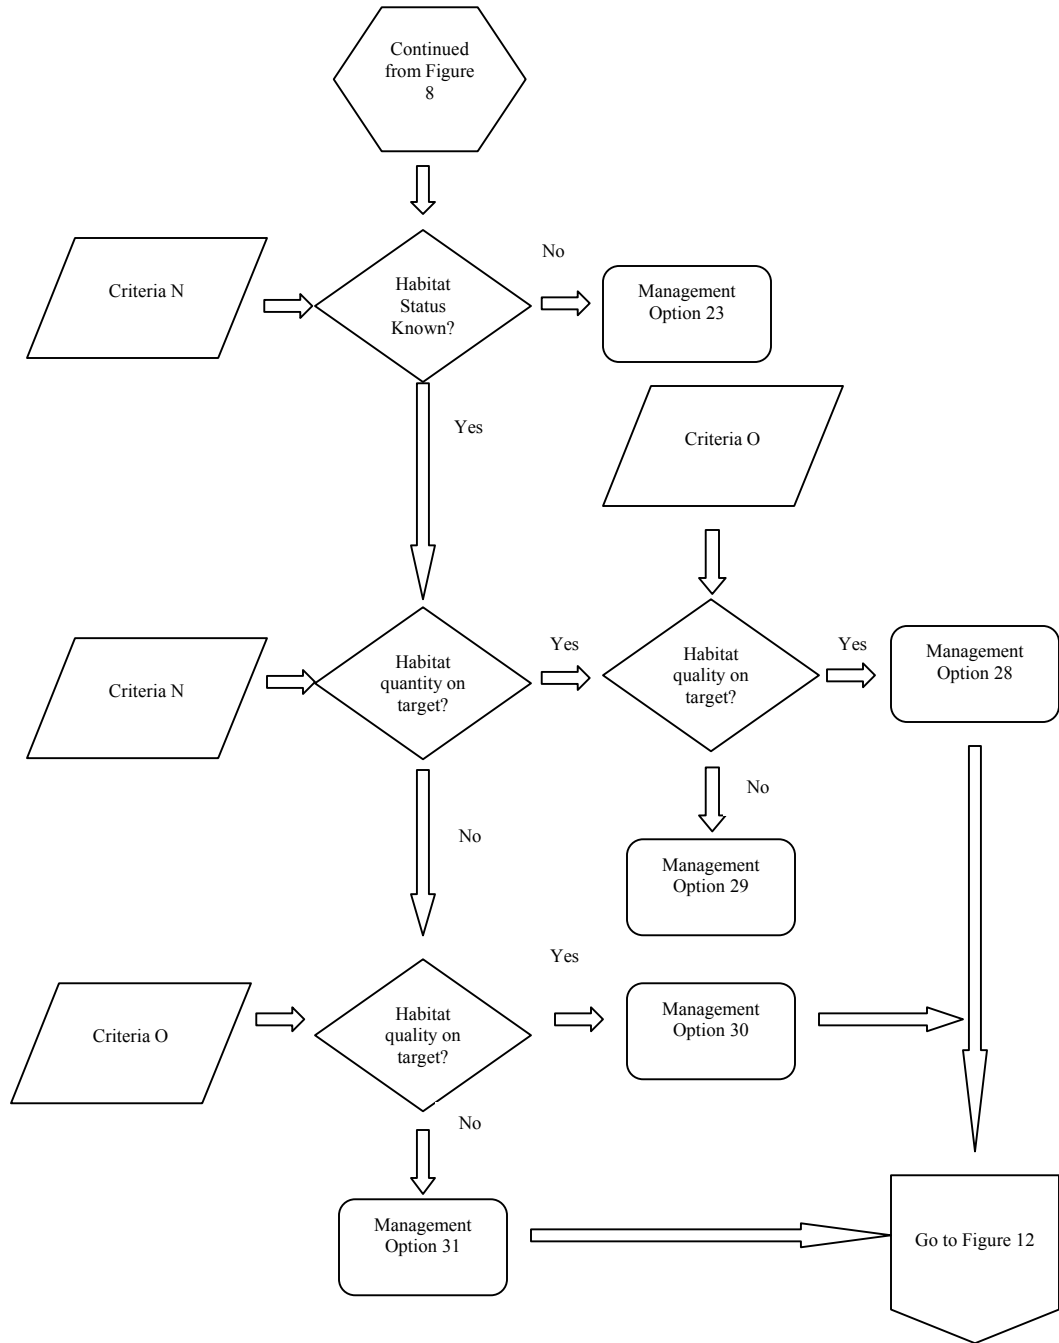 Continued
from Figure
8
No
Criteria N
Habitat
Status
Known?
Management
Option 23
Yes
Criteria O
Yes
Yes
Criteria N
Habitat
quantity on
target?
Habitat
quality on
target?
Management
Option 28
No
No
Management
Option 29
Yes
Criteria O
Habitat
quality on
target?
Management
Option 30
No
Management
Option 31
Go to Figure 12